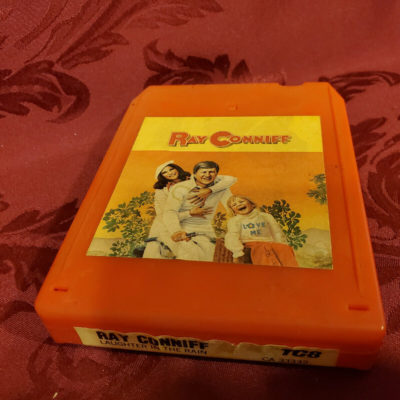 RAY CONNIFF
LOVE
ME
RAY CONNIFF TC8
LAUGHTER IN THE RAIN